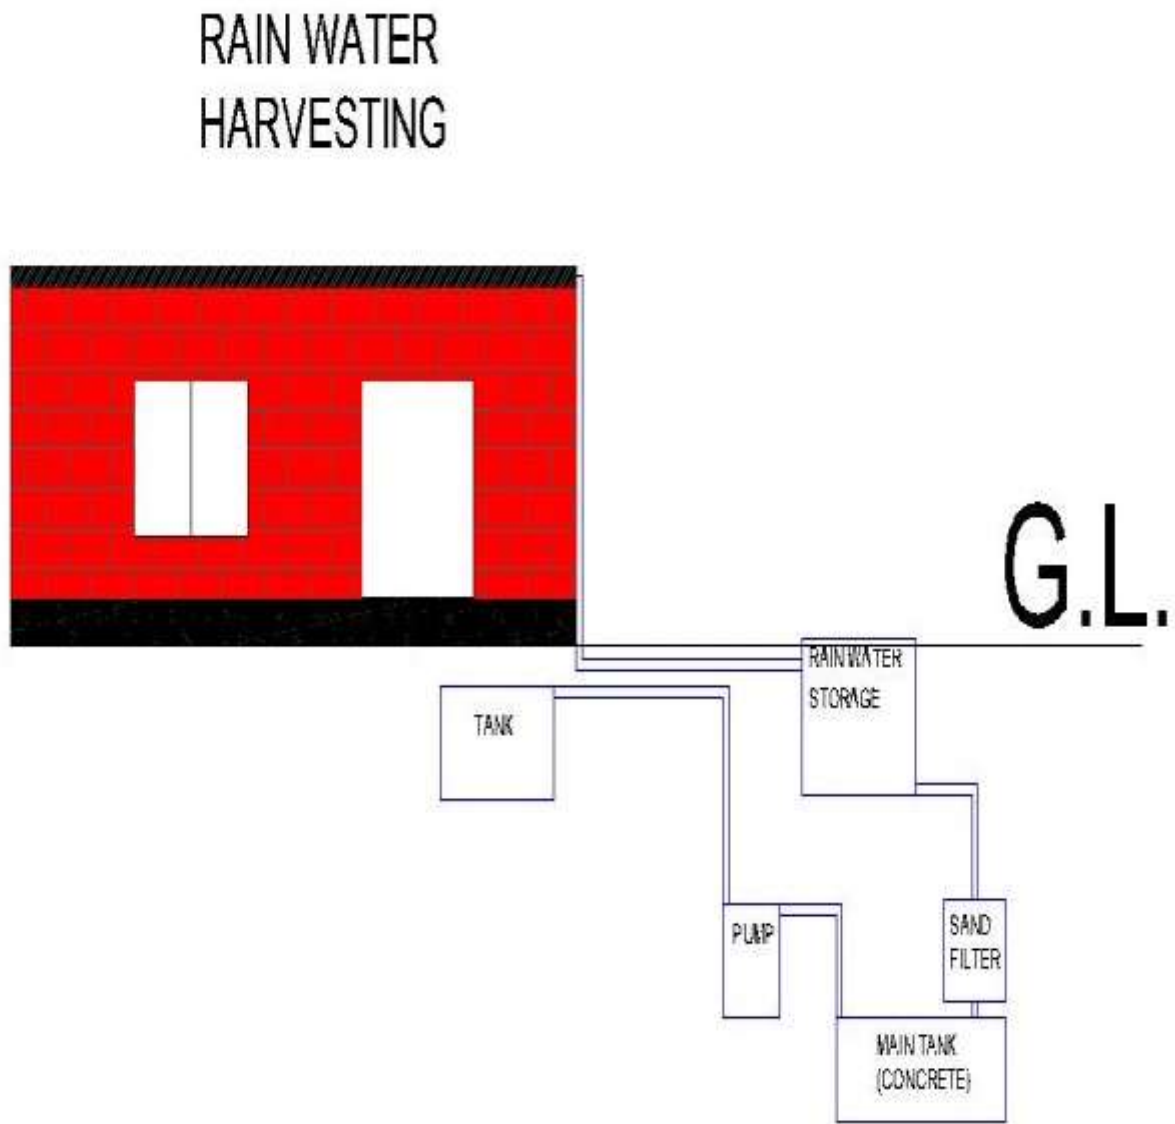 RAIN WATER
HARVESTING
G.L.
RAIN WATER
STORAGE
TANK
PUMP
SAND
FILTER
MAIN TANK
(CONCRETE)